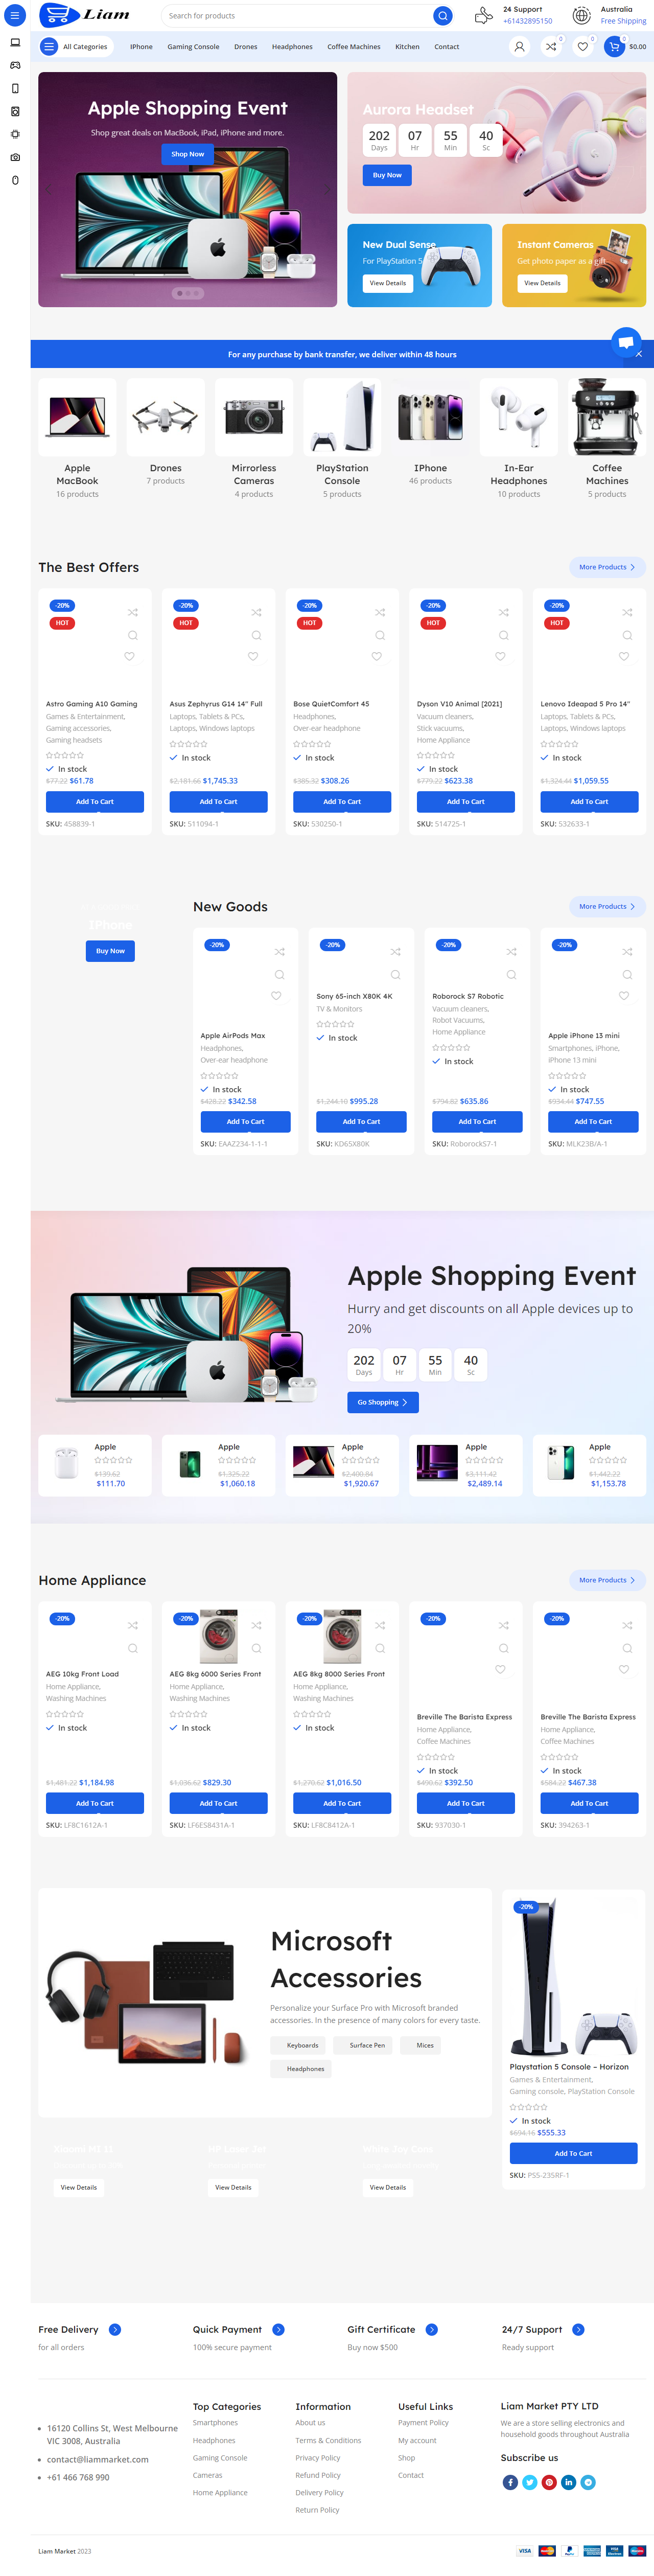 Liam
Search for products
24 Support
+61432895150
Australia
Free Shipping
All Categories
IPhone
Gaming Console
Drones
Headphones
Coffee Machines
Kitchen
Contact
0
0
0
$0.00
Apple Shopping Event
Shop great deals on MacBook, iPad, iPhone and more.
Shop Now
Aurora Headset
202 07 55 40
Days Hr Min Sc
Buy Now
New Dual Sense
For PlayStation 5
View Details
Instant Cameras
Get photo paper as a gift
View Details
For any purchase by bank transfer, we deliver within 48 hours
Apple
MacBook
16 products
Drones
7 products
Mirrorless
Cameras
4 products
PlayStation
Console
5 products
IPhone
46 products
In-Ear
Headphones
10 products
Coffee
Machines
5 products
The Best Offers
More Products
-20%
HOT
Astro Gaming A10 Gaming
Games & Entertainment,
Gaming accessories,
Gaming headsets
In stock
$77.22 $61.78
Add To Cart
SKU: 458839-1
-20%
HOT
Asus Zephyrus G14 14" Full
Laptops, Tablets & PCs,
Laptops, Windows laptops
In stock
$2,181.66 $1,745.33
Add To Cart
SKU: 511094-1
-20%
HOT
Bose QuietComfort 45
Headphones,
Over-ear headphone
In stock
$385.32 $308.26
Add To Cart
SKU: 530250-1
-20%
HOT
Dyson V10 Animal [2021]
Vacuum cleaners,
Stick vacuums,
Home Appliance
In stock
$779.22 $623.38
Add To Cart
SKU: 514725-1
-20%
HOT
Lenovo Ideapad 5 Pro 14"
Laptops, Tablets & PCs,
Laptops, Windows laptops
In stock
$1,324.44 $1,059.55
Add To Cart
SKU: 532633-1
IPhone
Buy Now
New Goods
More Products
-20%
Apple AirPods Max
Headphones,
Over-ear headphone
In stock
$428.22 $342.58
Add To Cart
SKU: EAAZ234-1-1-1
-20%
Sony 65-inch X80K 4K
TV & Monitors
In stock
$1,244.10 $995.28
Add To Cart
SKU: KD65X80K
-20%
Roborock S7 Robotic
Vacuum cleaners,
Robot Vacuums,
Home Appliance
In stock
$794.82 $635.86
Add To Cart
SKU: RoborockS7-1
-20%
Apple iPhone 13 mini
Smartphones, iPhone,
IPhone 13 mini
In stock
$934.44 $747.55
Add To Cart
SKU: MLK23B/A-1
Apple Shopping Event
Hurry and get discounts on all Apple devices up to
20%
202 07 55 40
Days Hr Min Sc
Go Shopping
Apple
$139.62
$111.70
Apple
$1,325.22
$1,060.18
Apple
$2,400.84
$1,920.67
Apple
$3,111.42
$2,489.14
Apple
$1,442.22
$1,153.78
Home Appliance
More Products
-20%
AEG 10kg Front Load
Home Appliance,
Washing Machines
In stock
$1,481.22 $1,184.98
Add To Cart
SKU: LF8C1612A-1
-20%
AEG 8kg 6000 Series Front
Home Appliance,
Washing Machines
In stock
$1,036.62 $829.30
Add To Cart
SKU: LF6E5B431A-1
-20%
AEG 8kg 8000 Series Front
Home Appliance,
Washing Machines
In stock
$1,270.62 $1,016.50
Add To Cart
SKU: LF8C8412A-1
-20%
Breville The Barista Express
Home Appliance,
Coffee Machines
In stock
$490.62 $392.50
Add To Cart
SKU: 937030-1
-20%
Breville The Barista Express
Home Appliance,
Coffee Machines
In stock
$584.22 $467.38
Add To Cart
SKU: 394263-1
Microsoft
Accessories
Personalize your Surface Pro with Microsoft branded
accessories. In the presence of many colors for every taste.
Keyboards
Surface Pen
Mices
Headphones
-20%
Playstation 5 Console – Horizon
Games & Entertainment,
Gaming console, PlayStation Console
In stock
$694.16 $555.33
Add To Cart
SKU: PS5-235RF-1
View Details
View Details
View Details
Free Delivery
for all orders
Quick Payment
100% secure payment
Gift Certificate
Buy now $500
24/7 Support
Ready support
16120 Collins St, West Melbourne
VIC 3008, Australia
contact@liammarket.com
+61 466 768 990
Top Categories
Smartphones
Headphones
Gaming Console
Cameras
Home Appliance
Information
About us
Terms & Conditions
Privacy Policy
Refund Policy
Delivery Policy
Return Policy
Useful Links
Payment Policy
My account
Shop
Contact
Liam Market PTY LTD
We are a store selling electronics and
household goods throughout Australia
Subscribe us
Liam Market 2023
VISA
PayPal